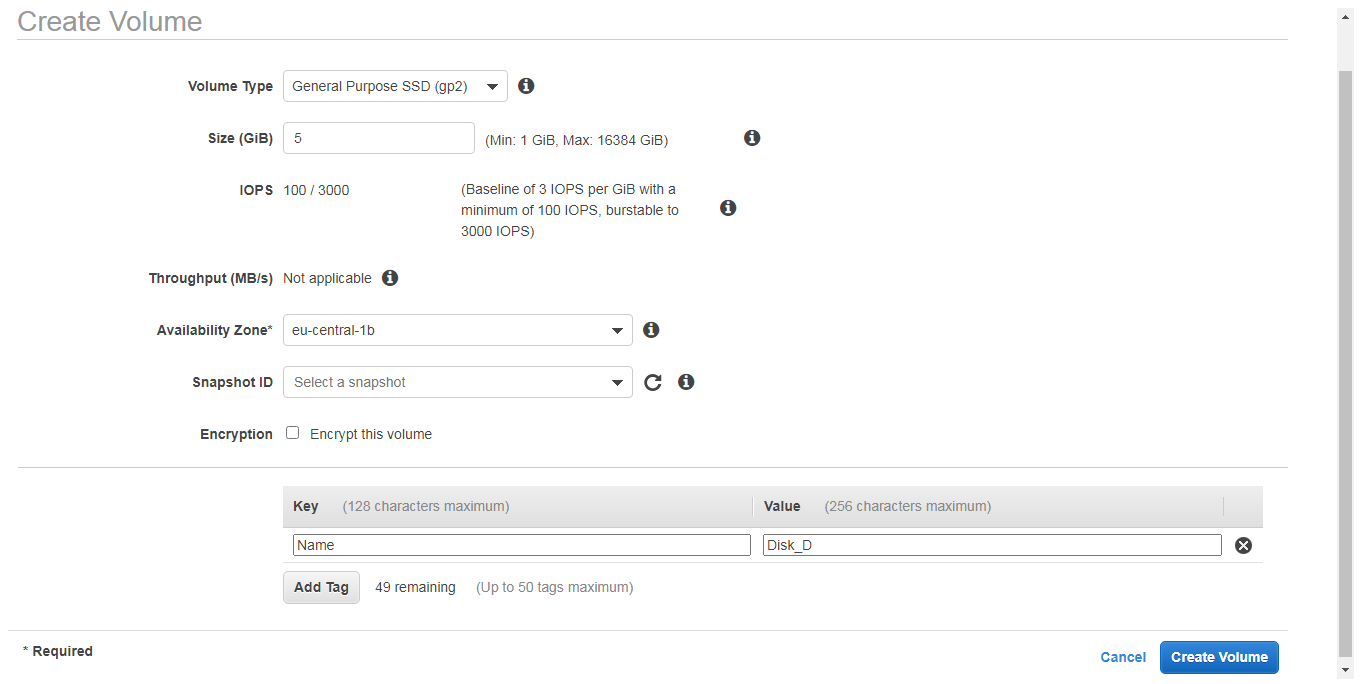 Create Volume
Volume Type General Purpose SSD (gp2)
Size (GiB) 5 (Min: 1 GiB, Max: 16384 GiB)
IOPS 100 / 3000 (Baseline of 3 IOPS per GiB with a
minimum of 100 IOPS, burstable to
3000 IOPS)
Throughput (MB/s) Not applicable
Availability Zone* eu-central-1b
Snapshot ID Select a snapshot
Encryption Encrypt this volume
Key (128 characters maximum) Value (256 characters maximum)
Name Disk_D
Add Tag 49 remaining (Up to 50 tags maximum)
* Required Cancel Create Volume